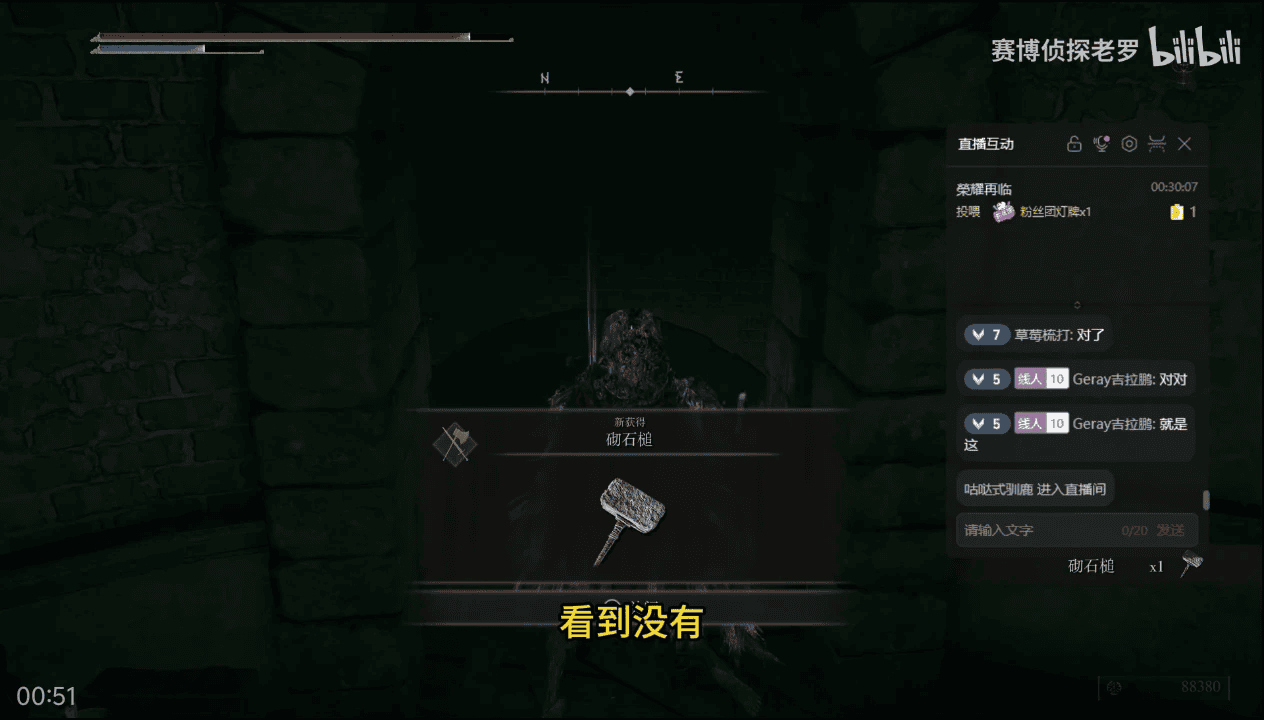 赛博侦探老罗 bilibili
N E
直播互动
榮耀再临 00:30:07
投喂 粉丝团灯牌x1 1
7 草莓梳打: 对了
5 线人 10 Geray吉拉鹏: 对对
5 线人 10 Geray吉拉鹏: 就是
这
咕哒式驯鹿 进入直播间
请输入文字 0/20 发送
新获得
砌石槌
砌石槌 x1
看到没有
00:51
88380